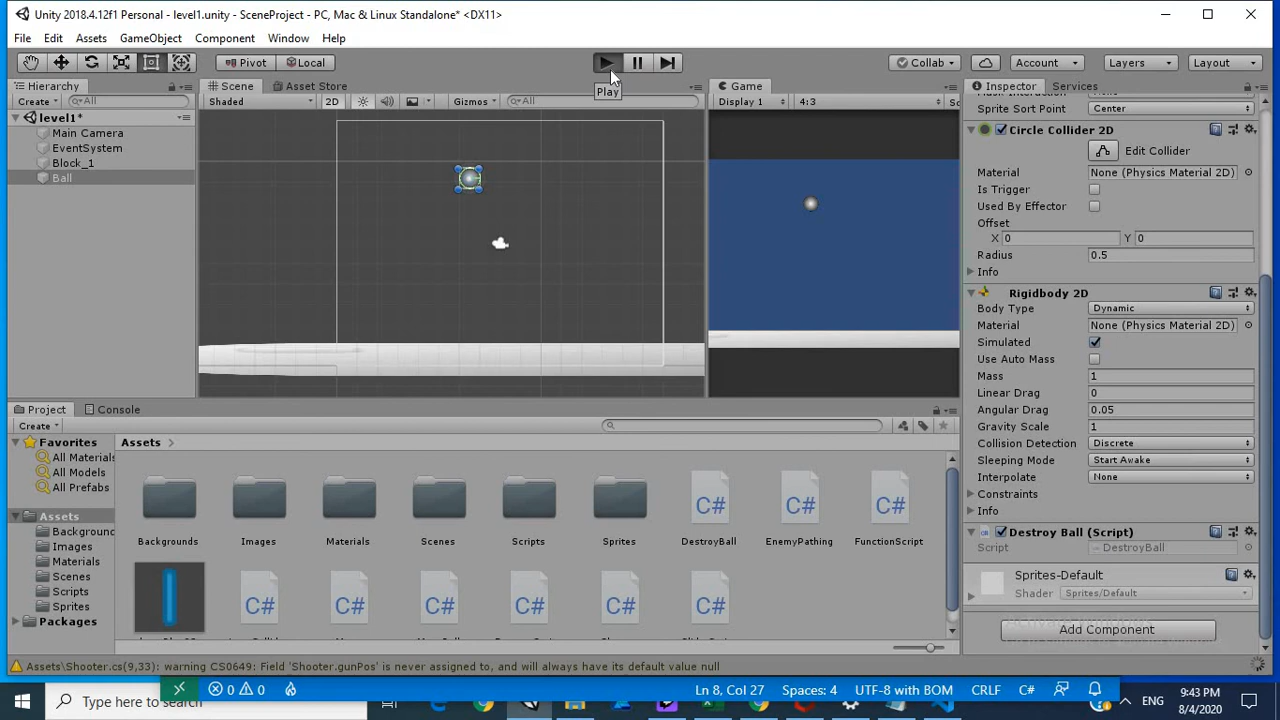 Unity 2018.4.12f1 Personal - level1.unity - SceneProject - PC, Mac & Linux Standalone* <DX11>
File Edit Assets GameObject Component Window Help
Pivot Local Collab Account Layers Layout
Play
Hierarchy
Create All
level1*
Main Camera
EventSystem
Block_1
Ball
Scene Asset Store
Shaded 2D Gizmos All
Game
Display 1 4:3
Inspector Services
Sprite Sort Point Center
Circle Collider 2D
Edit Collider
Material None (Physics Material 2D)
Is Trigger
Used By Effector
Offset
X 0 Y 0
Radius 0.5
Info
Rigidbody 2D
Body Type Dynamic
Material None (Physics Material 2D)
Simulated
Use Auto Mass
Mass 1
Linear Drag 0
Angular Drag 0.05
Gravity Scale 1
Collision Detection Discrete
Sleeping Mode Start Awake
Interpolate None
Constraints
Info
Destroy Ball (Script)
Script DestroyBall
Sprites-Default
Shader Sprites/Default
Add Component
Project Console
Create
Favorites
All Materials
All Models
All Prefabs
Assets
Backgroun
Images
Materials
Scenes
Scripts
Sprites
Packages
Assets
C# C# C#
Backgrounds Images Materials Scenes Scripts Sprites DestroyBall EnemyPathing FunctionScript
C# C# C# C# C# C#
Assets\Shooter.cs(9,33): warning CS0649: Field 'Shooter.gunPos' is never assigned to, and will always have its default value null
0 0 Ln 8, Col 27 Spaces: 4 UTF-8 with BOM CRLF C#
Type here to
ENG
9:43 PM
8/4/2020